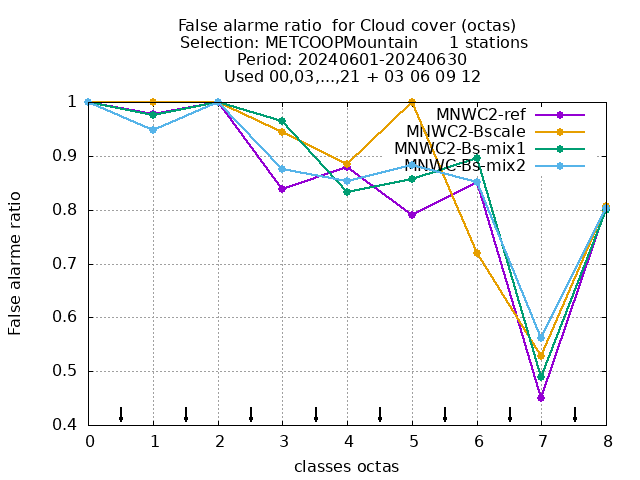 False alarme ratio  for Cloud cover (octas)
Selection: METCOOPMountain      1 stations
Period: 20240601-20240630
Used 00,03,...,21 + 03 06 09 12
False alarme ratio
1
0.9
0.8
0.7
0.6
0.5
0.4
MNWC2-ref
MNWC2-Bscale
MNWC2-Bs-mix1
MNWC-Bs-mix2
0 1 2 3 4 5 6 7 8
classes octas